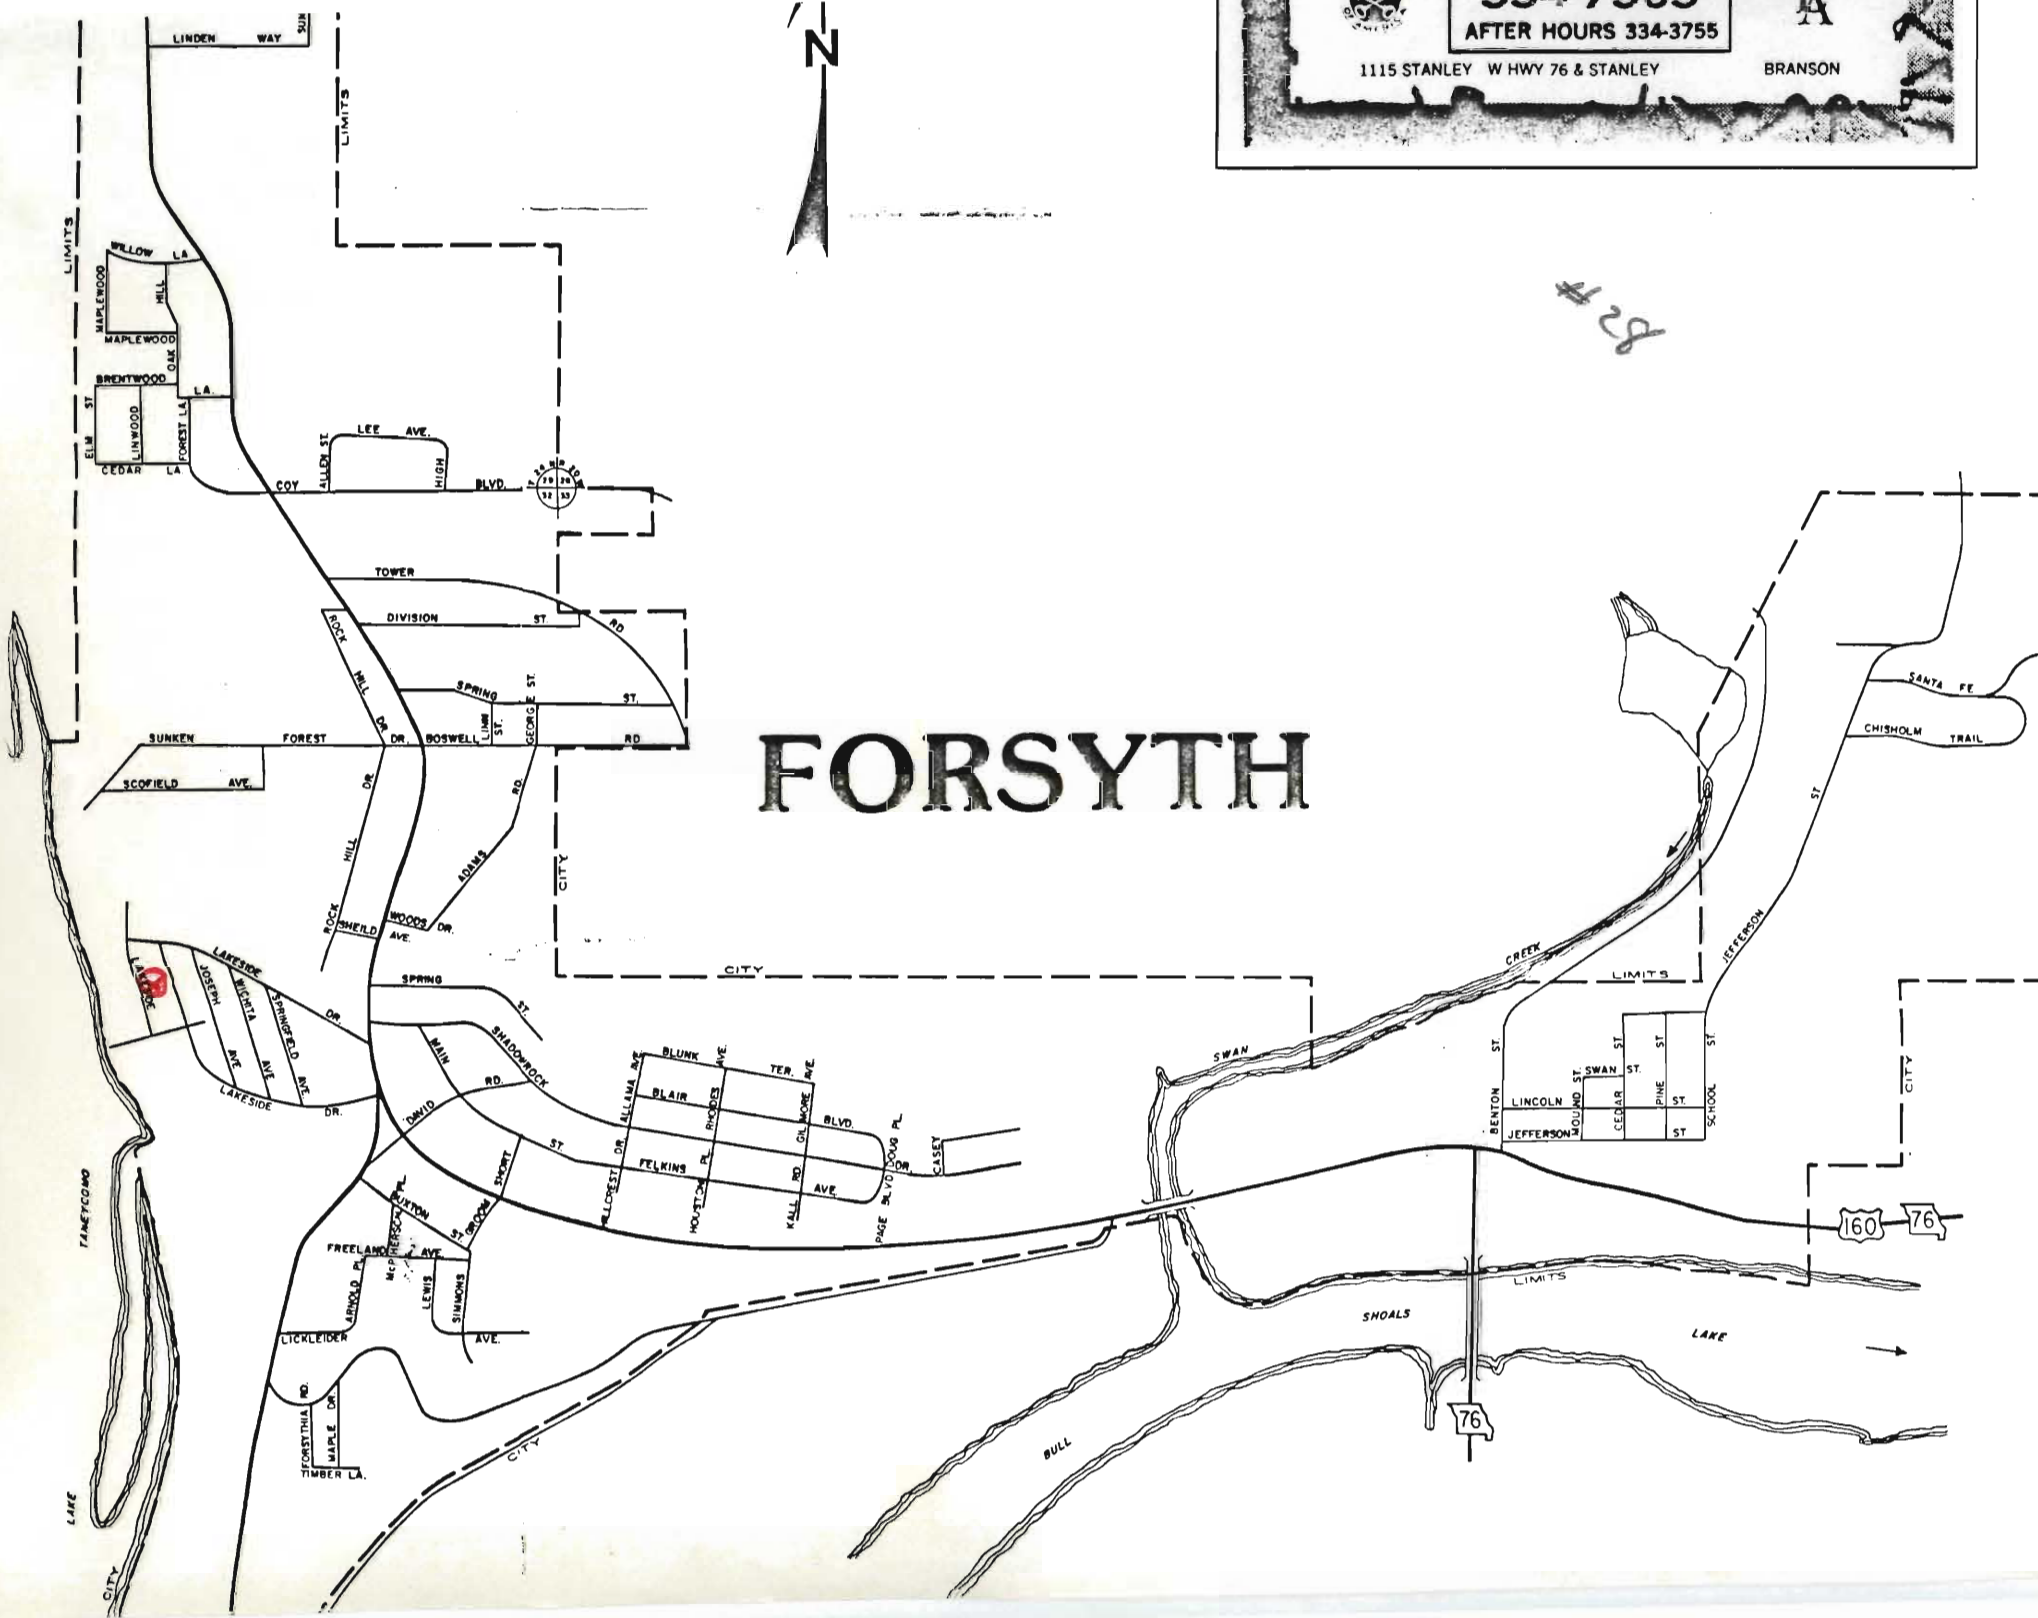 AFTER HOURS 334-3755
1115 STANLEY W HWY 76 & STANLEY
BRANSON
N
# 28
LINDEN WAY
SUN
LIMITS
LIMITS
WILLOW LA
MAPLEWOOD
HILL
MAPLEWOOD
OAK
BRENTWOOD
LA.
ELM ST
LINWOOD
FOREST LA.
CEDAR LA.
ALLEN ST.
LEE AVE.
HIGH
COY BLVD.
TOWER RD
DIVISION ST.
ROCK HILL DR.
SPRING ST.
LINN ST.
GEORGE ST.
SUNKEN FOREST DR.
BOSWELL RD
SCOFIELD AVE.
ROCK HILL DR.
ADAMS RD.
SHEILD AVE.
WOODS DR.
FORSYTH
CITY
CITY LIMITS
SANTA FE
CHISHOLM TRAIL
JEFFERSON ST
SWAN CREEK
LAKESIDE
LAKESIDE DR.
JOSEPH AVE
WICHITA AVE
SPRINGFIELD AVE
LAKESIDE DR.
SPRING ST.
MAIN ST.
SHADOWROCK DR.
DAVID RD.
BLUNK TER.
ALLAMA AVE
BLAIR BLVD.
RHODES AVE.
GILMORE AVE
DOUG PL
CASEY
HILLCREST DR.
FELKINS AVE.
HOUSTON PL
KALL RD
PAGE BLVD
SHORT
GROOM
BUXTON ST
McPHERSON PL
FREELAND AVE.
ARNOLD PL
LEWIS
SIMMONS
LICKLEIDER AVE.
FORSYTHIA RD.
MAPLE DR.
TIMBER LA.
BENTON ST.
LINCOLN ST.
JEFFERSON ST
MOUND ST.
SWAN ST.
CEDAR ST
PINE ST
SCHOOL ST.
CITY
160
76
LIMITS
76
BULL SHOALS LAKE
LAKE TANEYCOMO
CITY
CITY